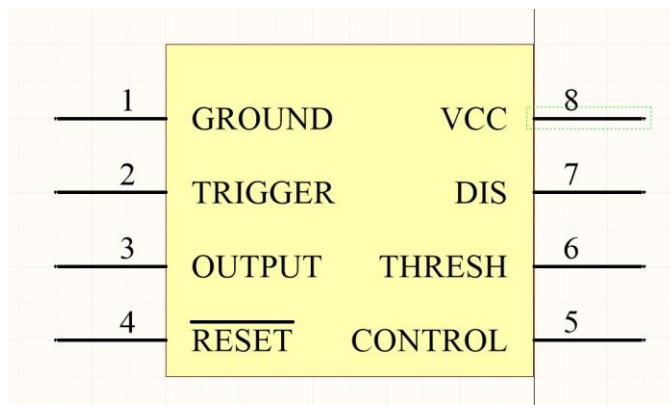 1 GROUND VCC 8
2 TRIGGER DIS 7
3 OUTPUT THRESH 6
4 RESET CONTROL 5